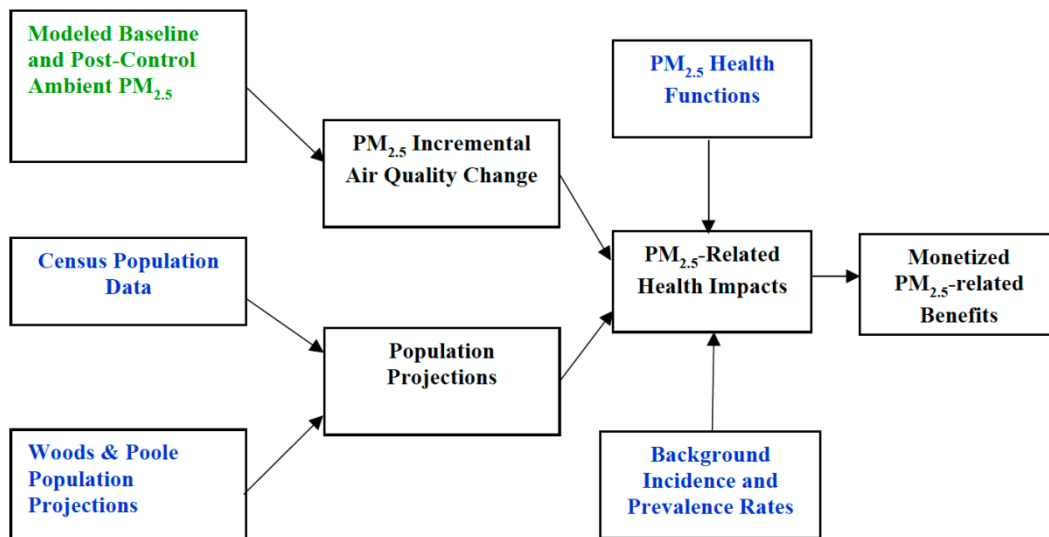 Modeled Baseline
and Post-Control
Ambient PM2.5
PM2.5 Health
Functions
PM2.5 Incremental
Air Quality Change
Census Population
Data
PM2.5-Related
Health Impacts
Monetized
PM2.5-related
Benefits
Population
Projections
Woods & Poole
Population
Projections
Background
Incidence and
Prevalence Rates